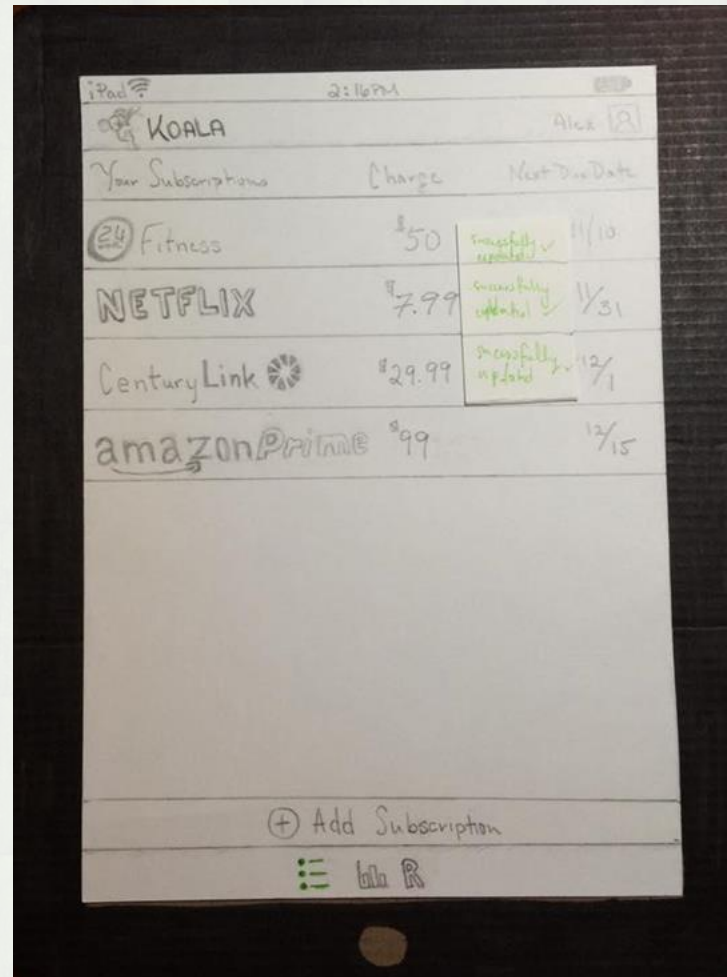 iPad 2:16PM
KOALA Alex
Your Subscriptions Charge Next Due Date
24 Fitness $50 successfully updated 11/10
NETFLIX $7.99 successfully updated 11/31
CenturyLink $29.99 successfully updated 12/1
amazonPrime $99 12/15
+ Add Subscription
R